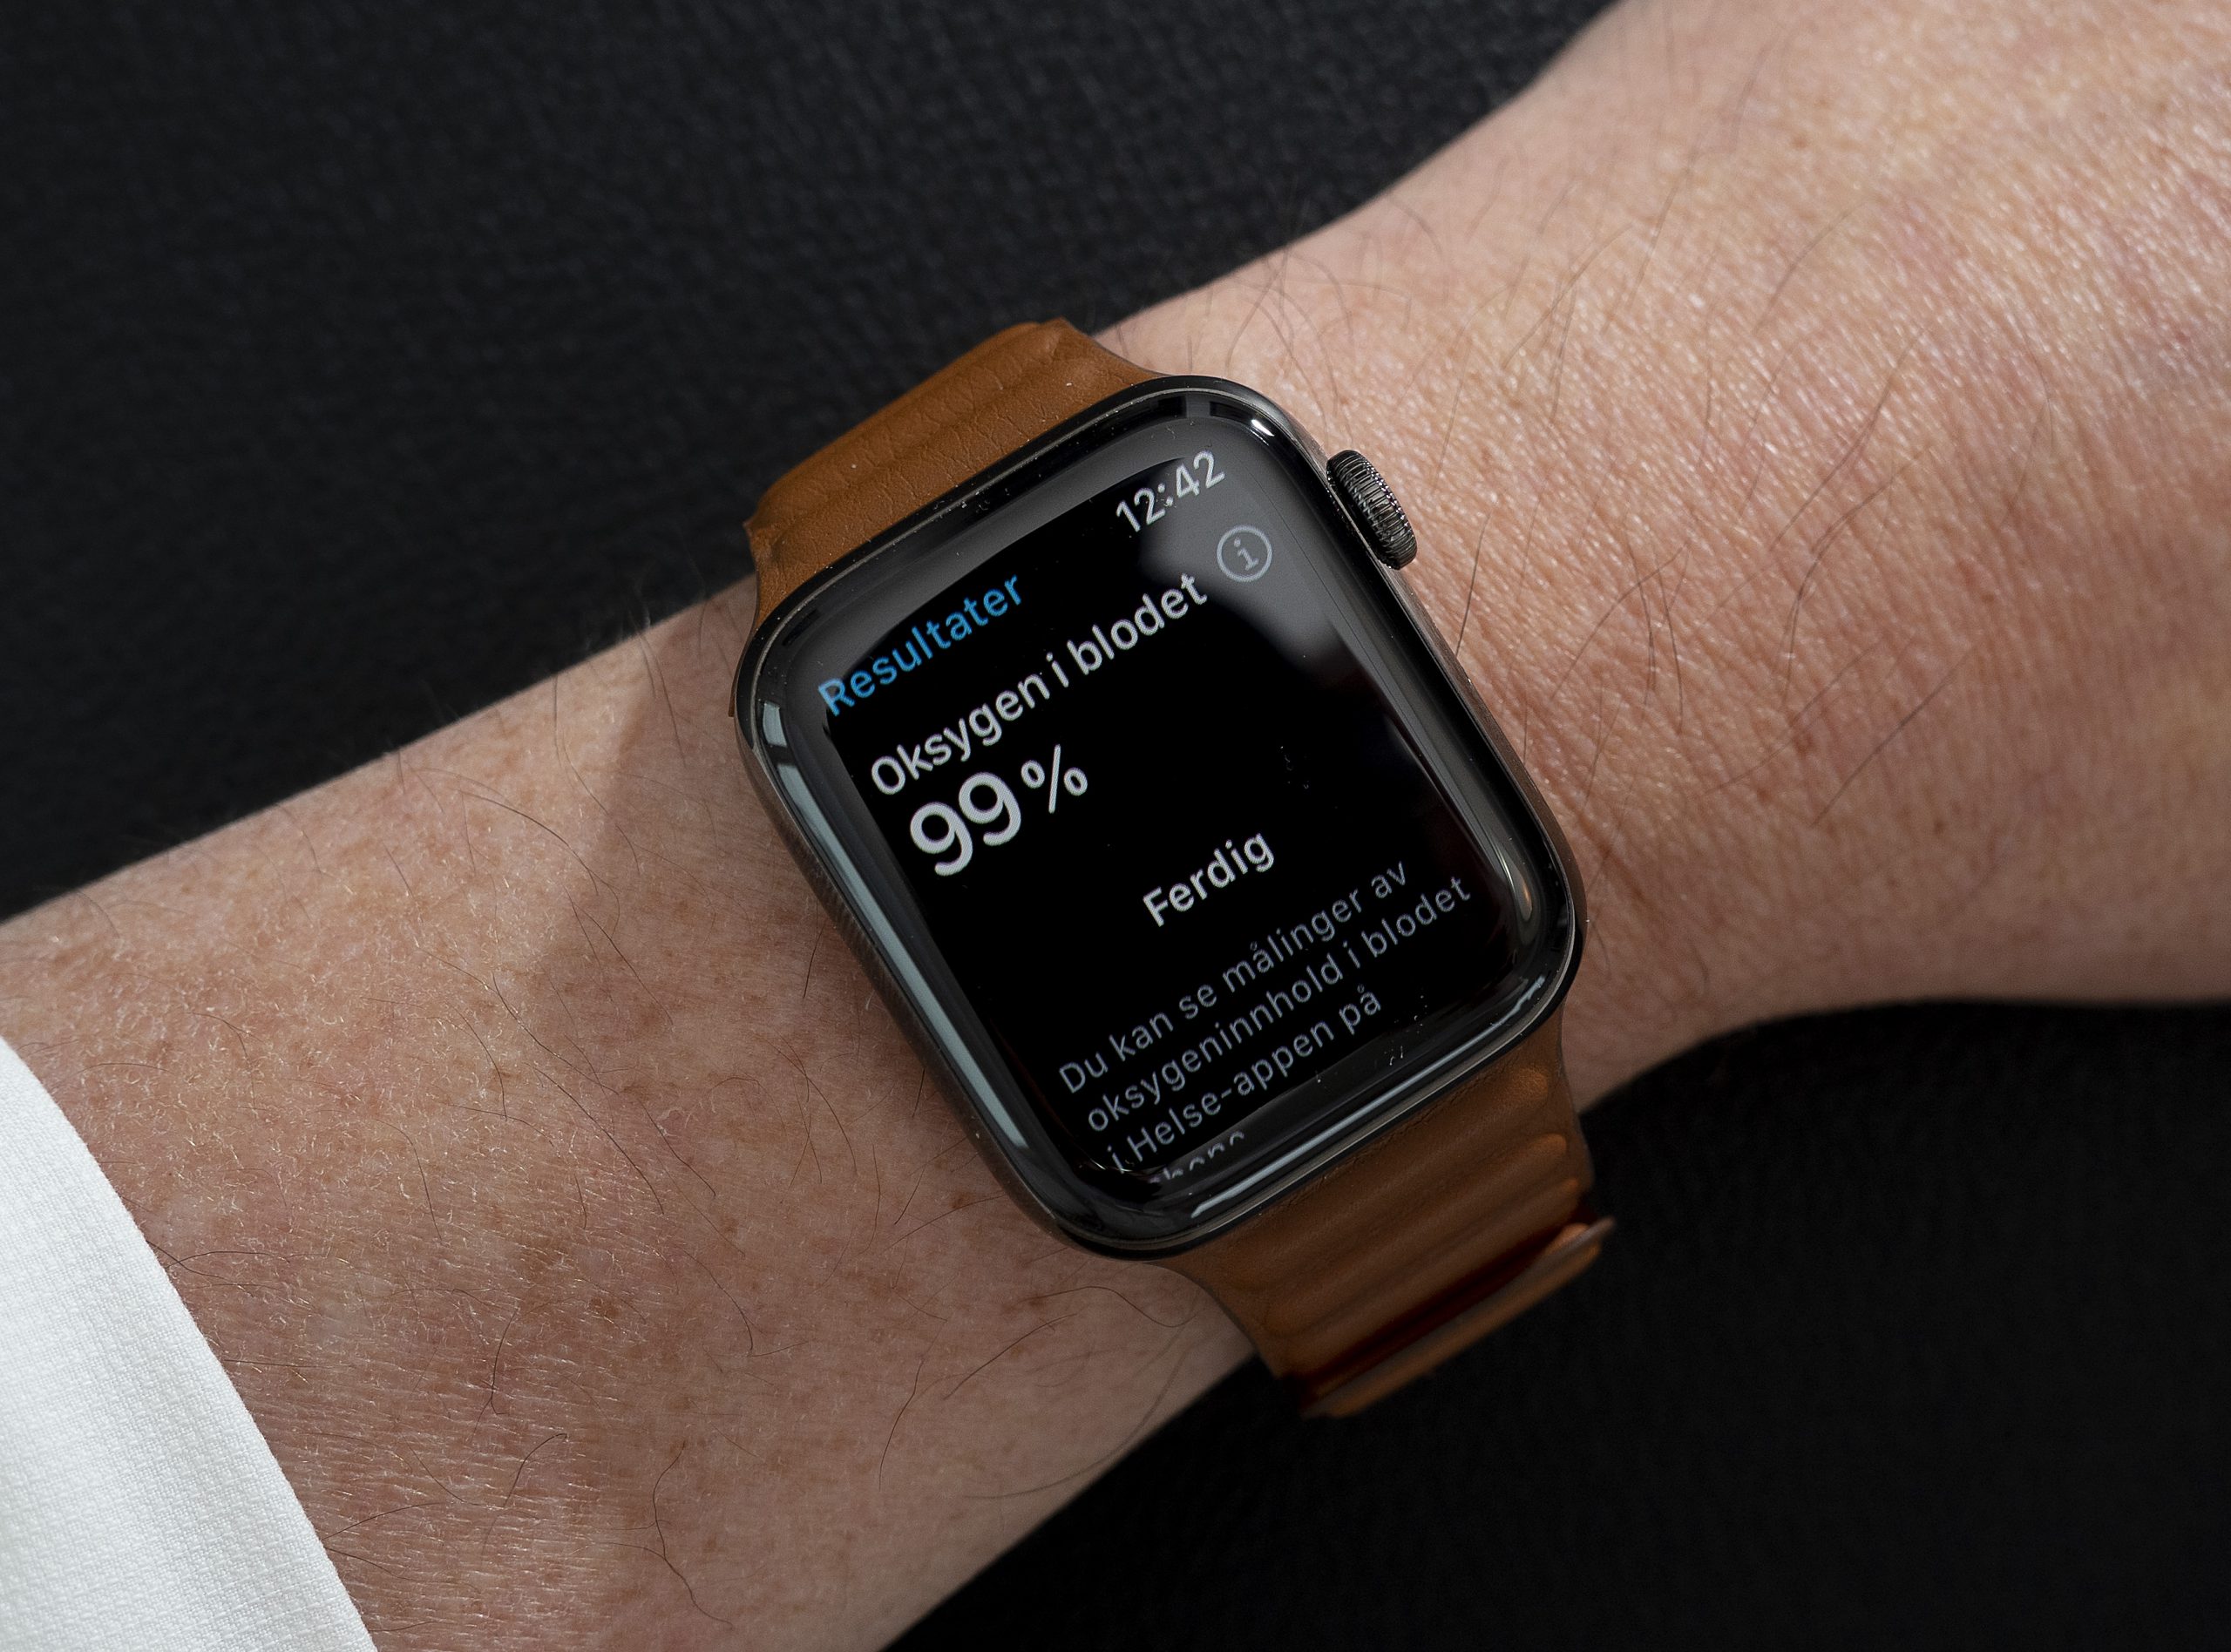 12:42
Resultater
Oksygen i blodet
99 %
Ferdig
Du kan se målinger av
oksygeninnhold i blodet
i Helse-appen på